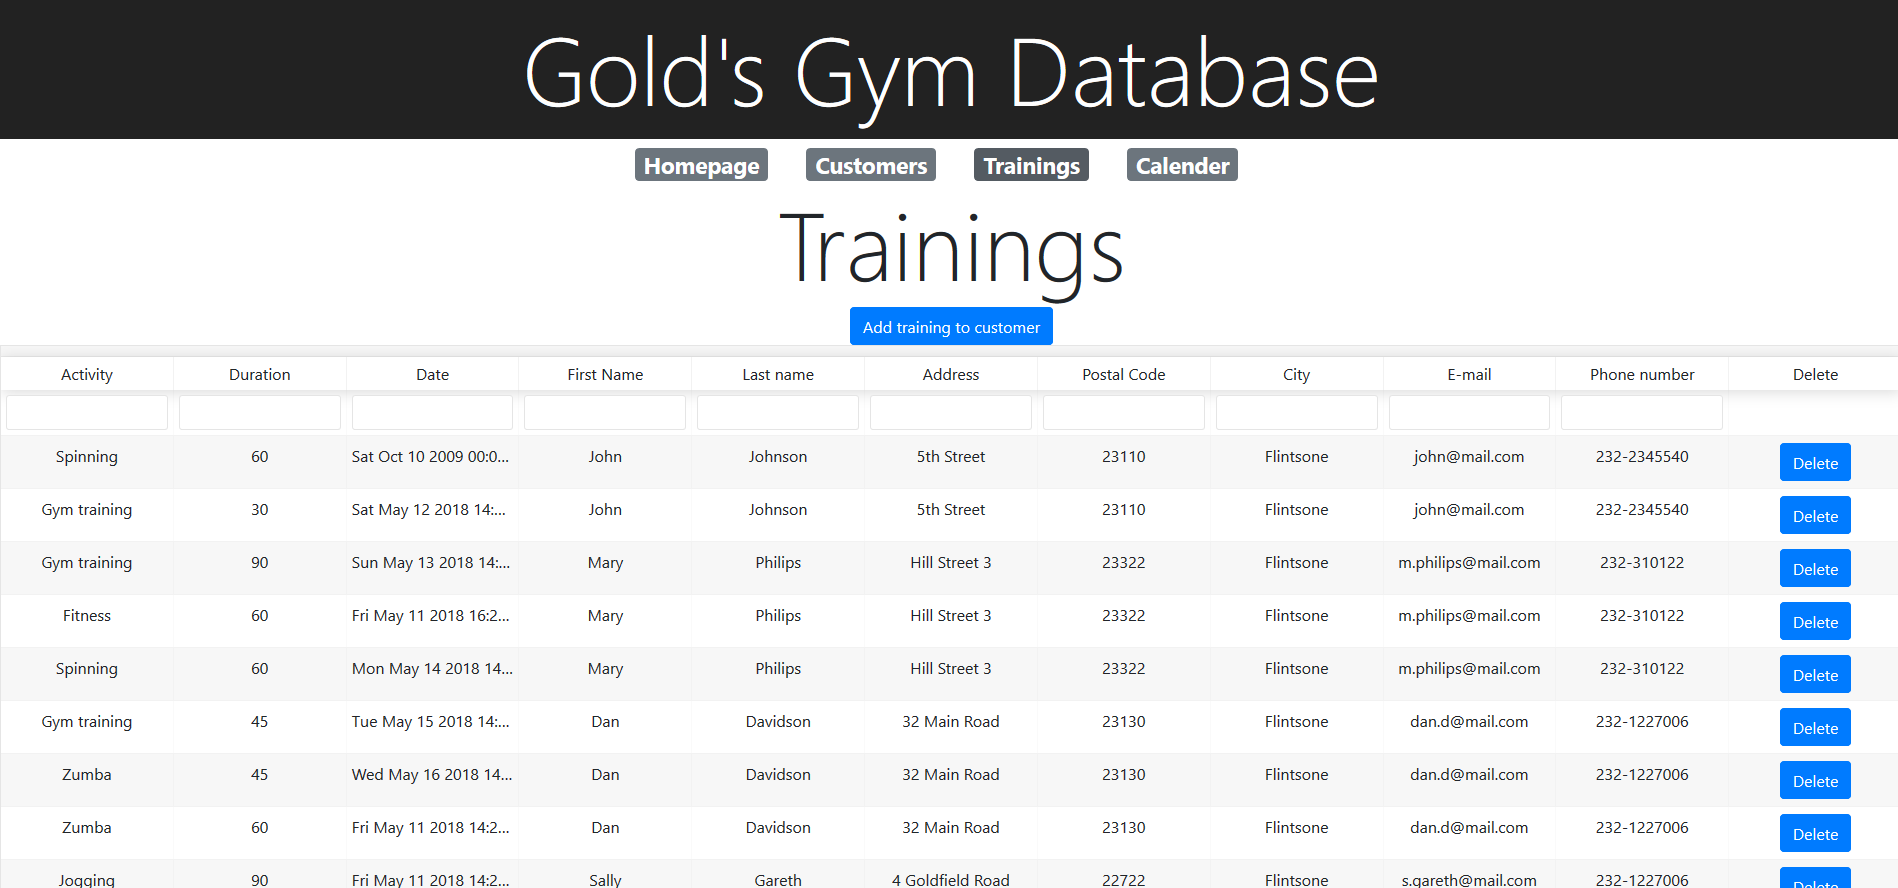 Gold's Gym Database
Homepage Customers Trainings Calender
Trainings
Add training to customer
Activity Duration Date First Name Last name Address Postal Code City E-mail Phone number Delete
Spinning 60 Sat Oct 10 2009 00:0... John Johnson 5th Street 23110 Flintsone john@mail.com 232-2345540 Delete
Gym training 30 Sat May 12 2018 14:... John Johnson 5th Street 23110 Flintsone john@mail.com 232-2345540 Delete
Gym training 90 Sun May 13 2018 14:... Mary Philips Hill Street 3 23322 Flintsone m.philips@mail.com 232-310122 Delete
Fitness 60 Fri May 11 2018 16:2... Mary Philips Hill Street 3 23322 Flintsone m.philips@mail.com 232-310122 Delete
Spinning 60 Mon May 14 2018 14... Mary Philips Hill Street 3 23322 Flintsone m.philips@mail.com 232-310122 Delete
Gym training 45 Tue May 15 2018 14:... Dan Davidson 32 Main Road 23130 Flintsone dan.d@mail.com 232-1227006 Delete
Zumba 45 Wed May 16 2018 14... Dan Davidson 32 Main Road 23130 Flintsone dan.d@mail.com 232-1227006 Delete
Zumba 60 Fri May 11 2018 14:2... Dan Davidson 32 Main Road 23130 Flintsone dan.d@mail.com 232-1227006 Delete
Jogging 90 Fri May 11 2018 14:2... Sally Gareth 4 Goldfield Road 22722 Flintsone s.gareth@mail.com 232-1227006 Delete